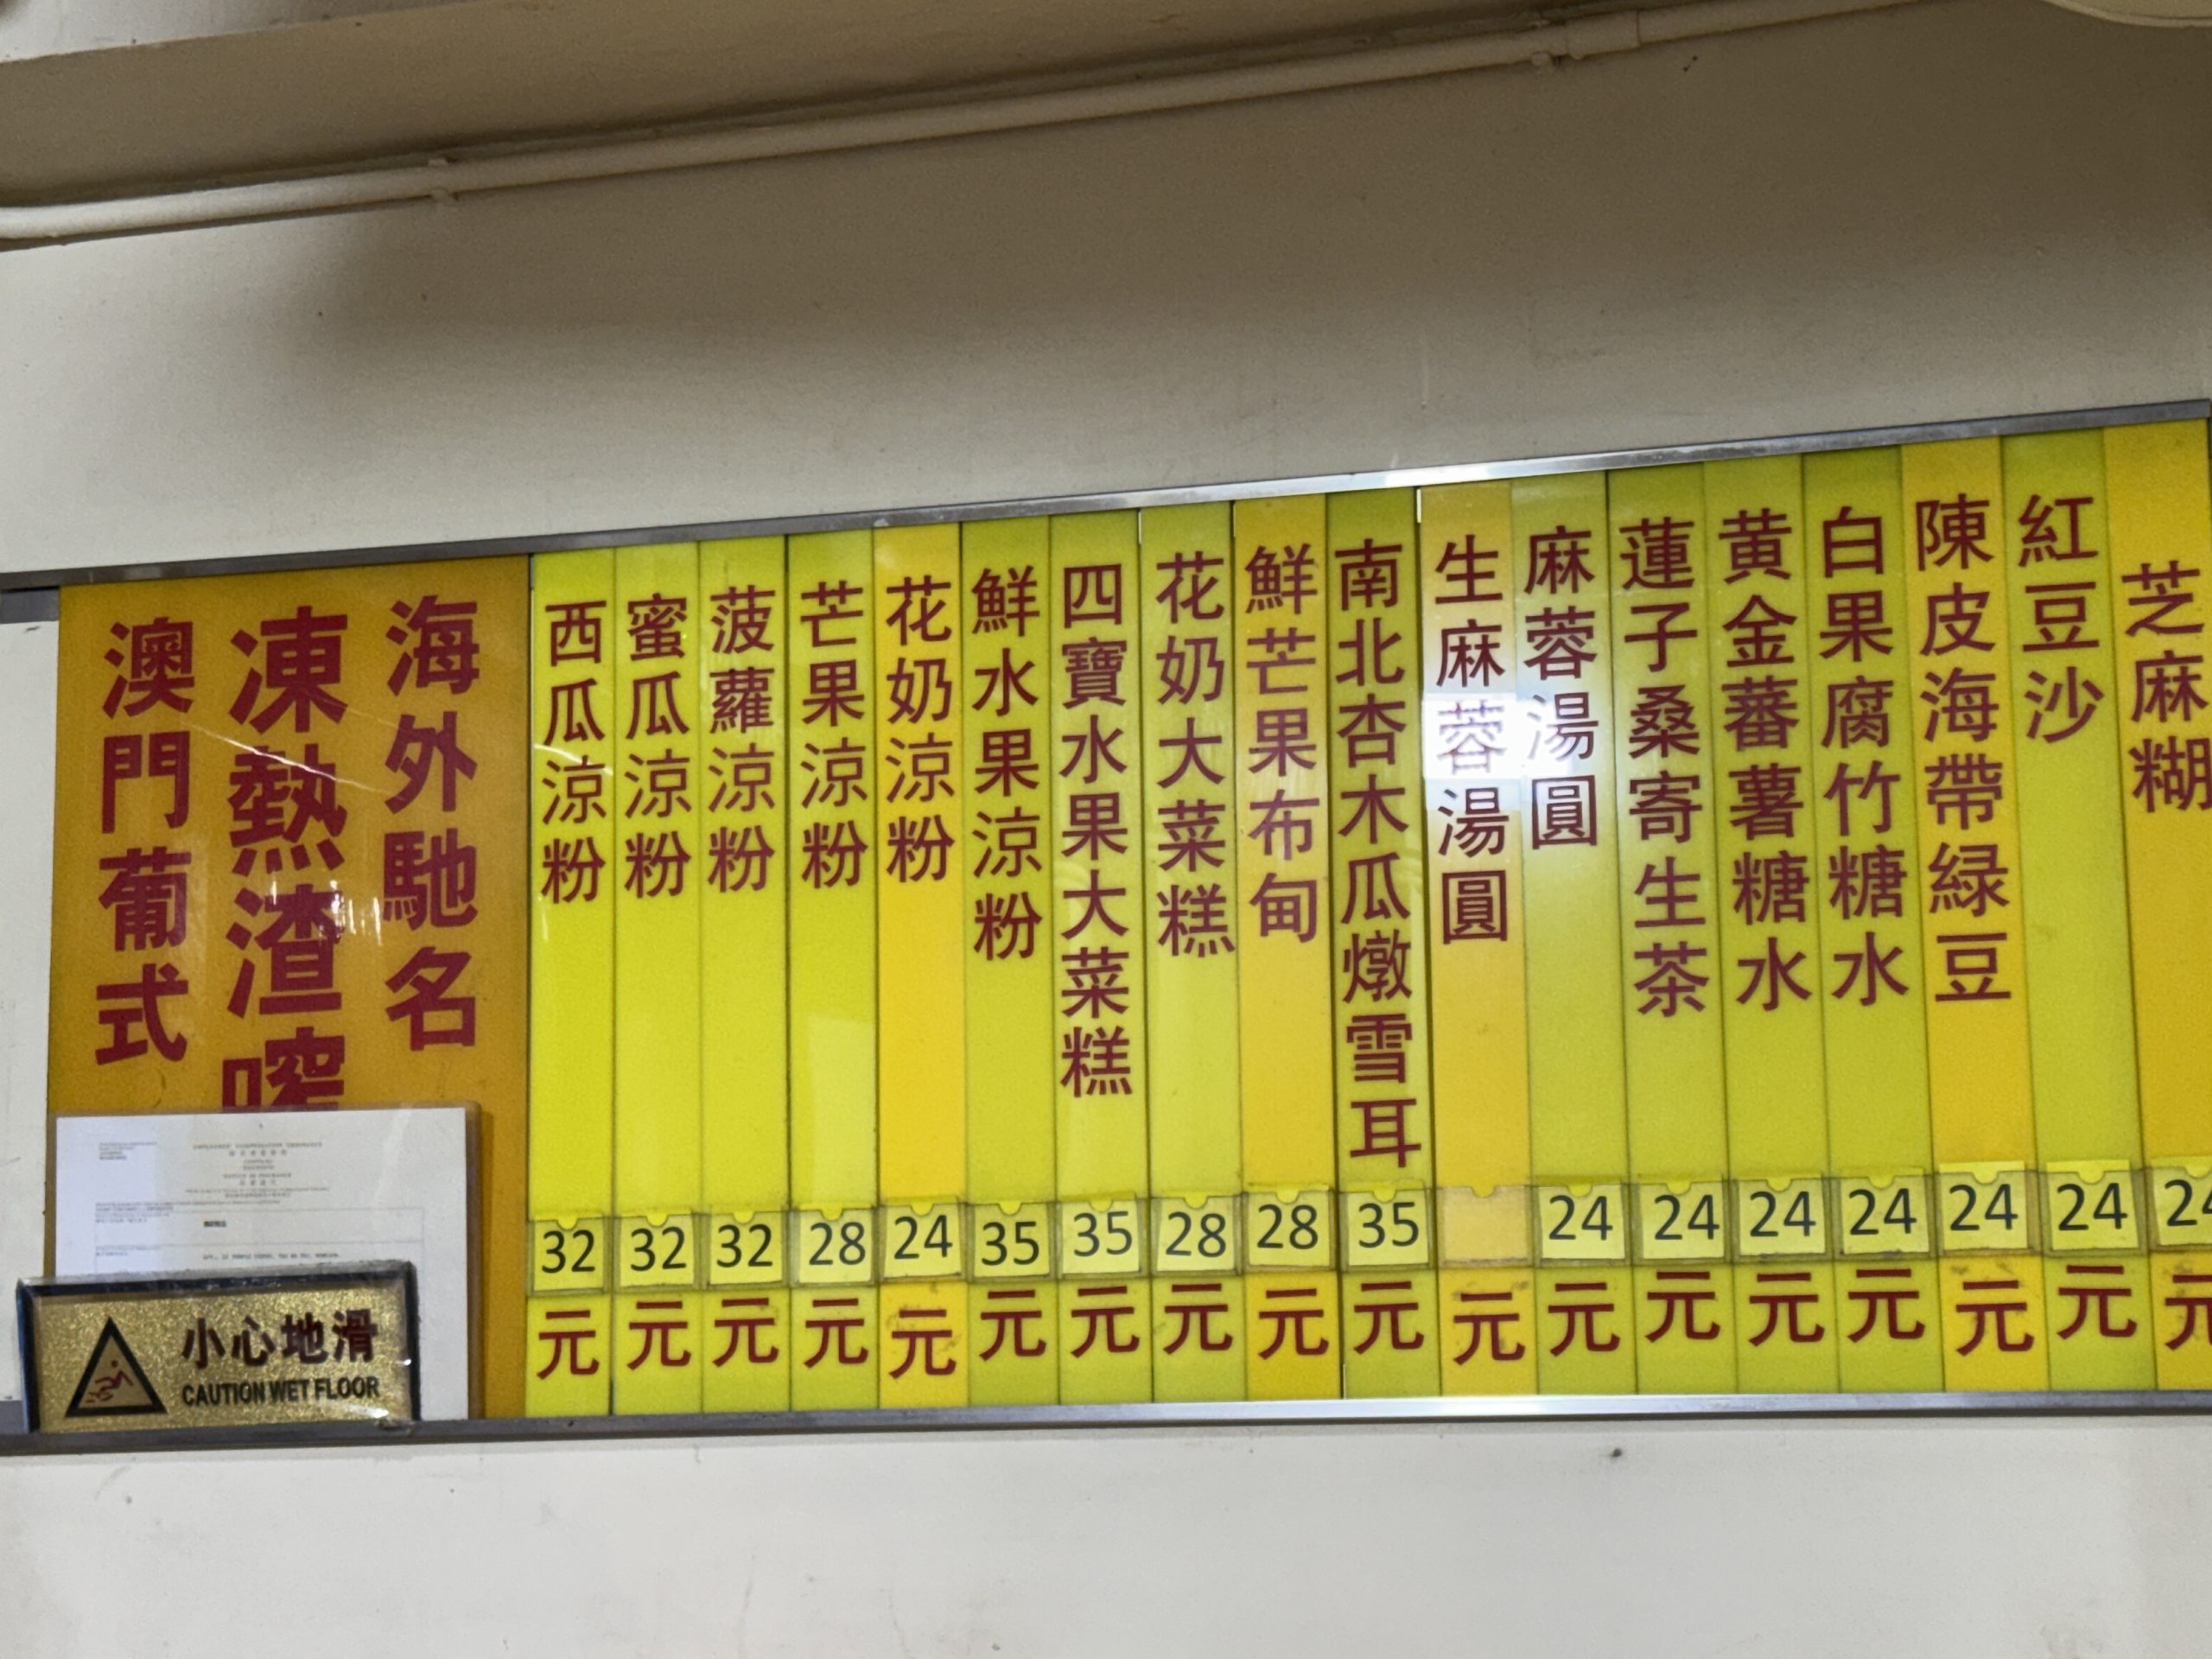 芝麻糊 24 元
紅豆沙 24 元
陳皮海帶綠豆 24 元
白果腐竹糖水 24 元
黄金蕃薯糖水 24 元
蓮子桑寄生茶 24 元
麻蓉湯圓 24 元
生麻蓉湯圓 元
南北杏木瓜燉雪耳 35 元
鮮芒果布甸 28 元
花奶大菜糕 28 元
四寶水果大菜糕 35 元
鮮水果涼粉 35 元
花奶涼粉 24 元
芒果涼粉 28 元
菠蘿涼粉 32 元
蜜瓜涼粉 32 元
西瓜涼粉 32 元
海外馳名
凍熱渣
澳門葡式
小心地滑
CAUTION WET FLOOR